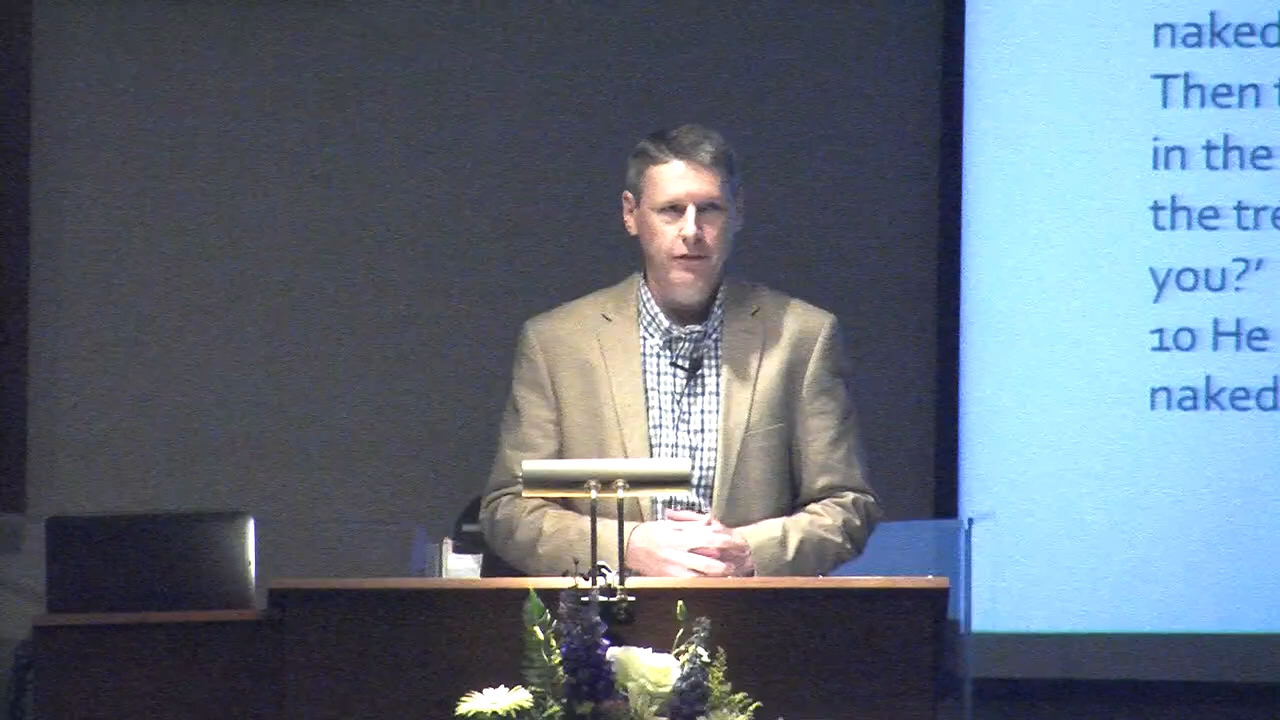 naked
Then
in the
the tre
you?’
10 He
naked